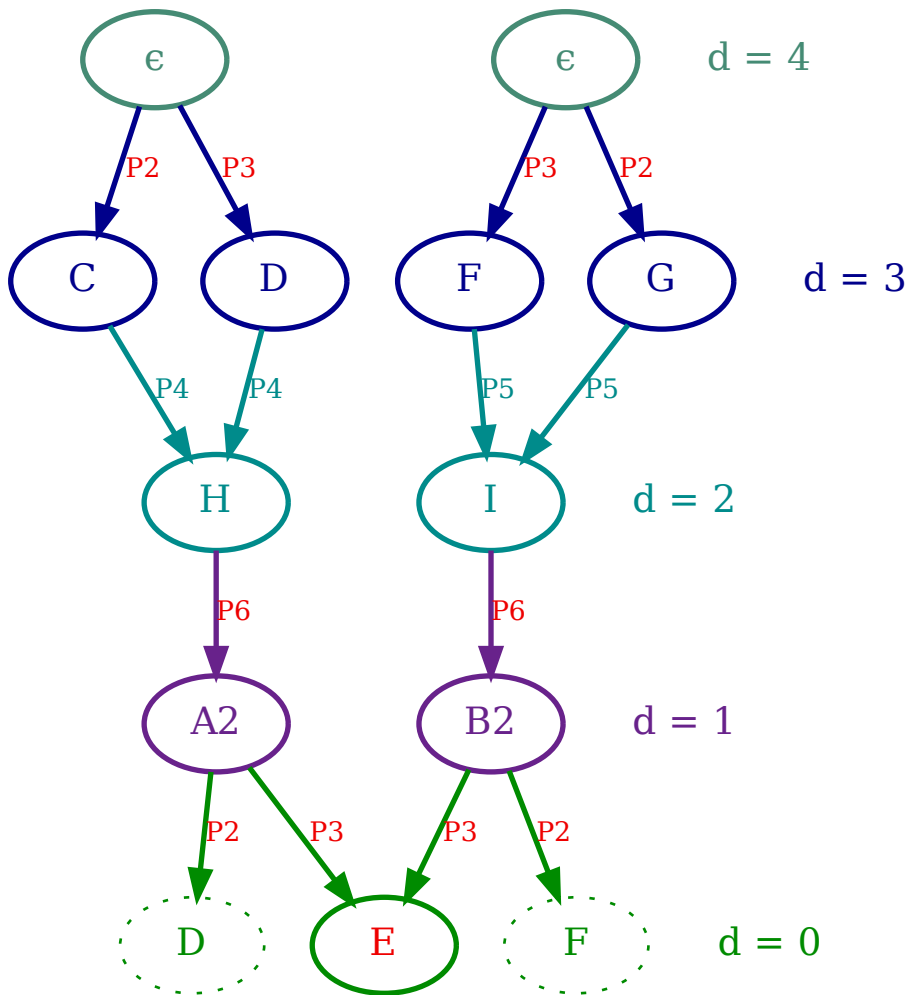 ϵ ϵ d = 4
P2 P3 P3 P2
C D F G d = 3
P4 P4 P5 P5
H I d = 2
P6 P6
A2 B2 d = 1
P2 P3 P3 P2
D E F d = 0